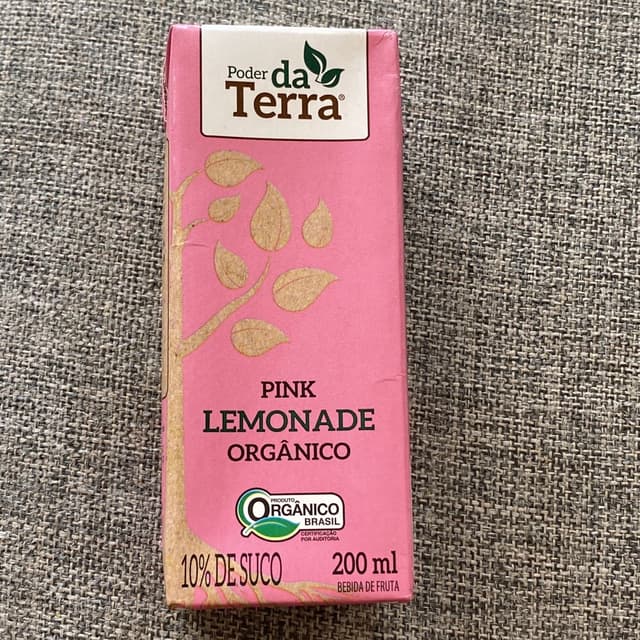 Poder da
Terra®
PINK
LEMONADE
ORGÂNICO
PRODUTO
ORGÂNICO
BRASIL
CERTIFICAÇÃO
POR AUDITORIA
10% DE SUCO
200 ml
BEBIDA DE FRUTA